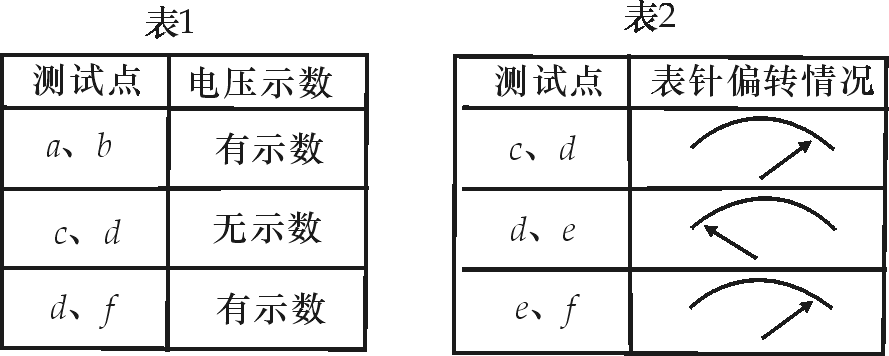 表1
测试点 电压示数
a、b 有示数
c、d 无示数
d、f 有示数
表2
测试点 表针偏转情况
c、d
d、e
e、f